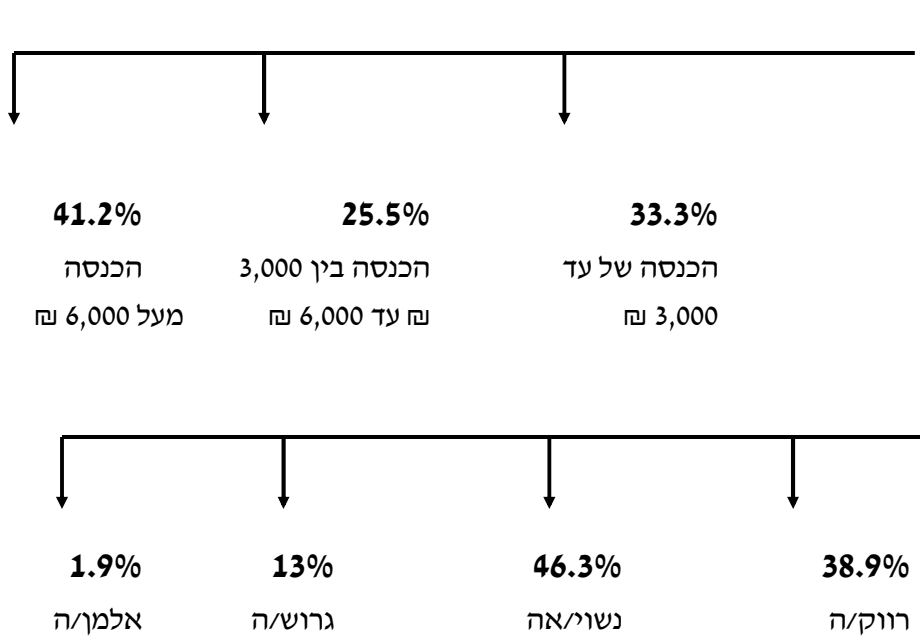 33.3%
הכנסה של עד
3,000 ₪
25.5%
הכנסה בין 3,000
₪ עד 6,000 ₪
41.2%
הכנסה
מעל 6,000 ₪
38.9%
רווק/ה
46.3%
נשוי/אה
13%
גרוש/ה
1.9%
אלמן/ה